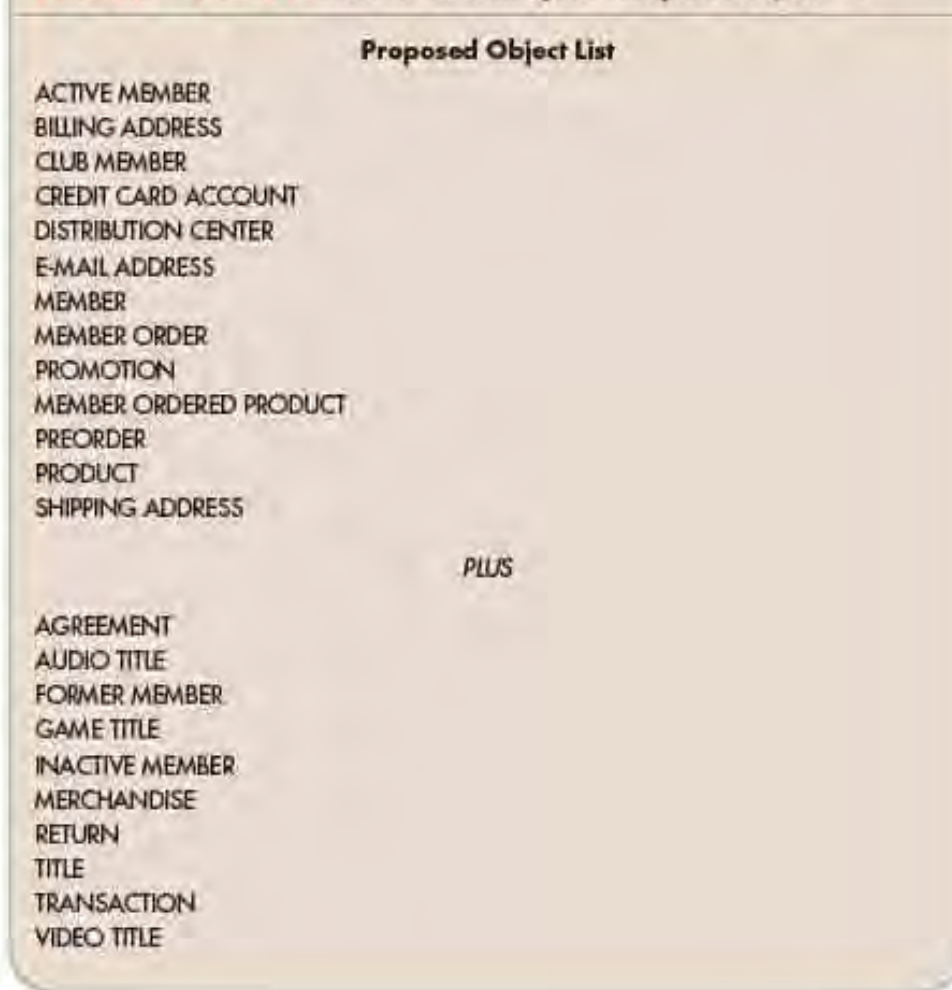 Proposed Object List
ACTIVE MEMBER
BILLING ADDRESS
CLUB MEMBER
CREDIT CARD ACCOUNT
DISTRIBUTION CENTER
E-MAIL ADDRESS
MEMBER
MEMBER ORDER
PROMOTION
MEMBER ORDERED PRODUCT
PREORDER
PRODUCT
SHIPPING ADDRESS
PLUS
AGREEMENT
AUDIO TITLE
FORMER MEMBER
GAME TITLE
INACTIVE MEMBER
MERCHANDISE
RETURN
TITLE
TRANSACTION
VIDEO TITLE